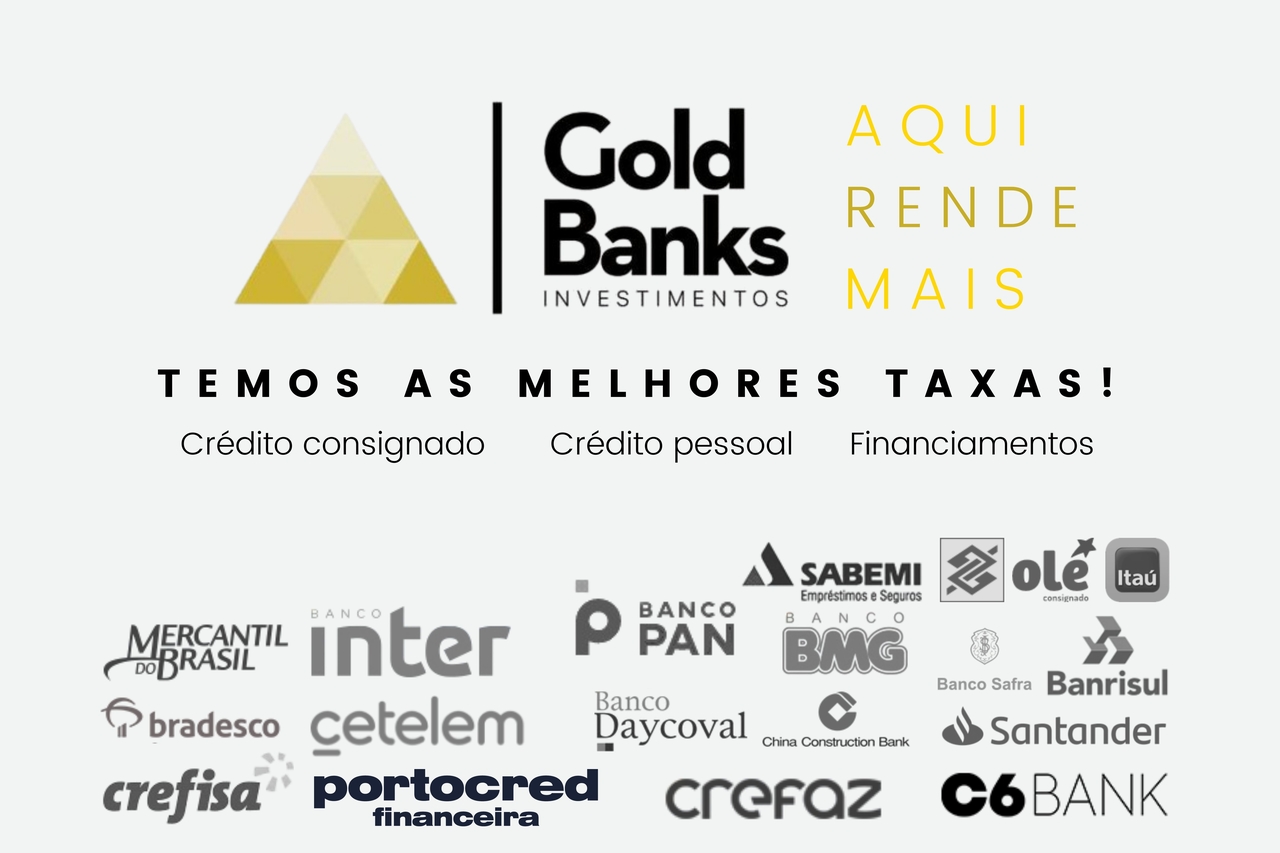 Gold
Banks
INVESTIMENTOS
AQUI
RENDE
MAIS
TEMOS AS MELHORES TAXAS!
Crédito consignado
Crédito pessoal
Financiamentos
SABEMI
Empréstimos e Seguros
olé
consignado
Itaú
MERCANTIL
DO BRASIL
BANCO
inter
BANCO
PAN
BANCO
BMG
Banco Safra
Banrisul
bradesco
cetelem
Banco
Daycoval
China Construction Bank
Santander
crefisa
portocred
financeira
crefaz
C6 BANK